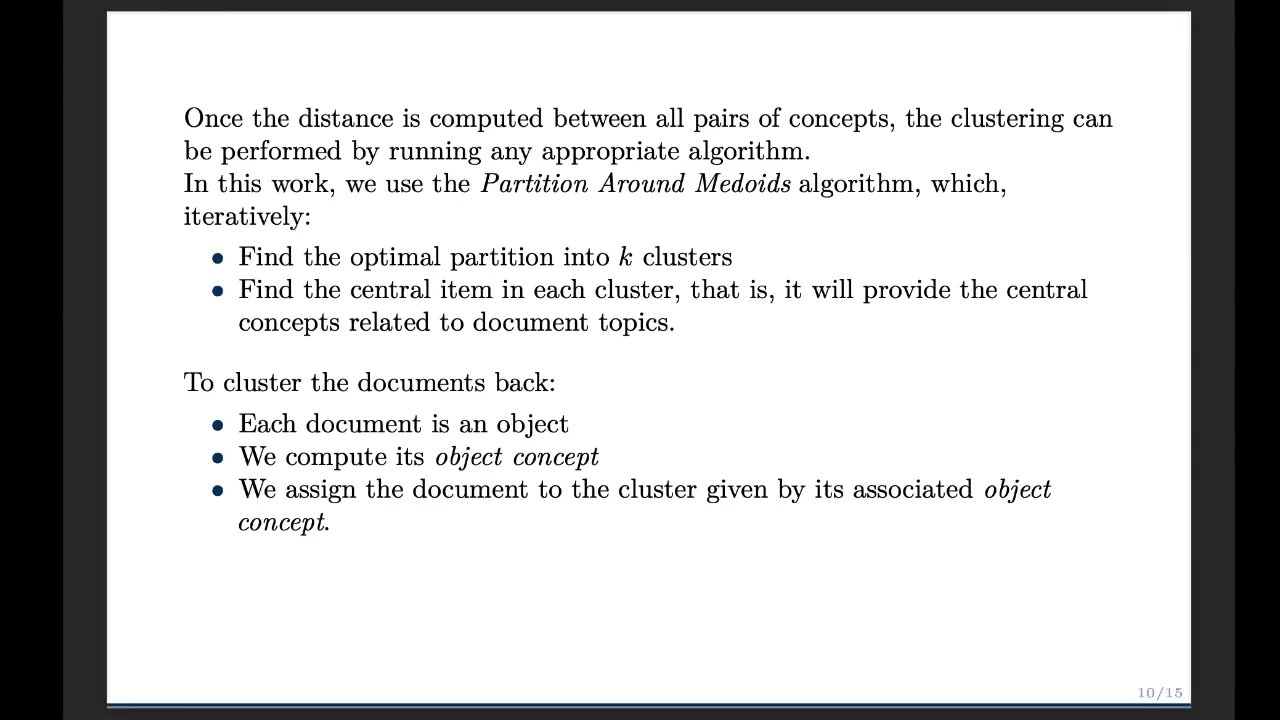 Once the distance is computed between all pairs of concepts, the clustering can
be performed by running any appropriate algorithm.
In this work, we use the Partition Around Medoids algorithm, which,
iteratively:
• Find the optimal partition into k clusters
• Find the central item in each cluster, that is, it will provide the central
concepts related to document topics.
To cluster the documents back:
• Each document is an object
• We compute its object concept
• We assign the document to the cluster given by its associated object
concept.
10/15